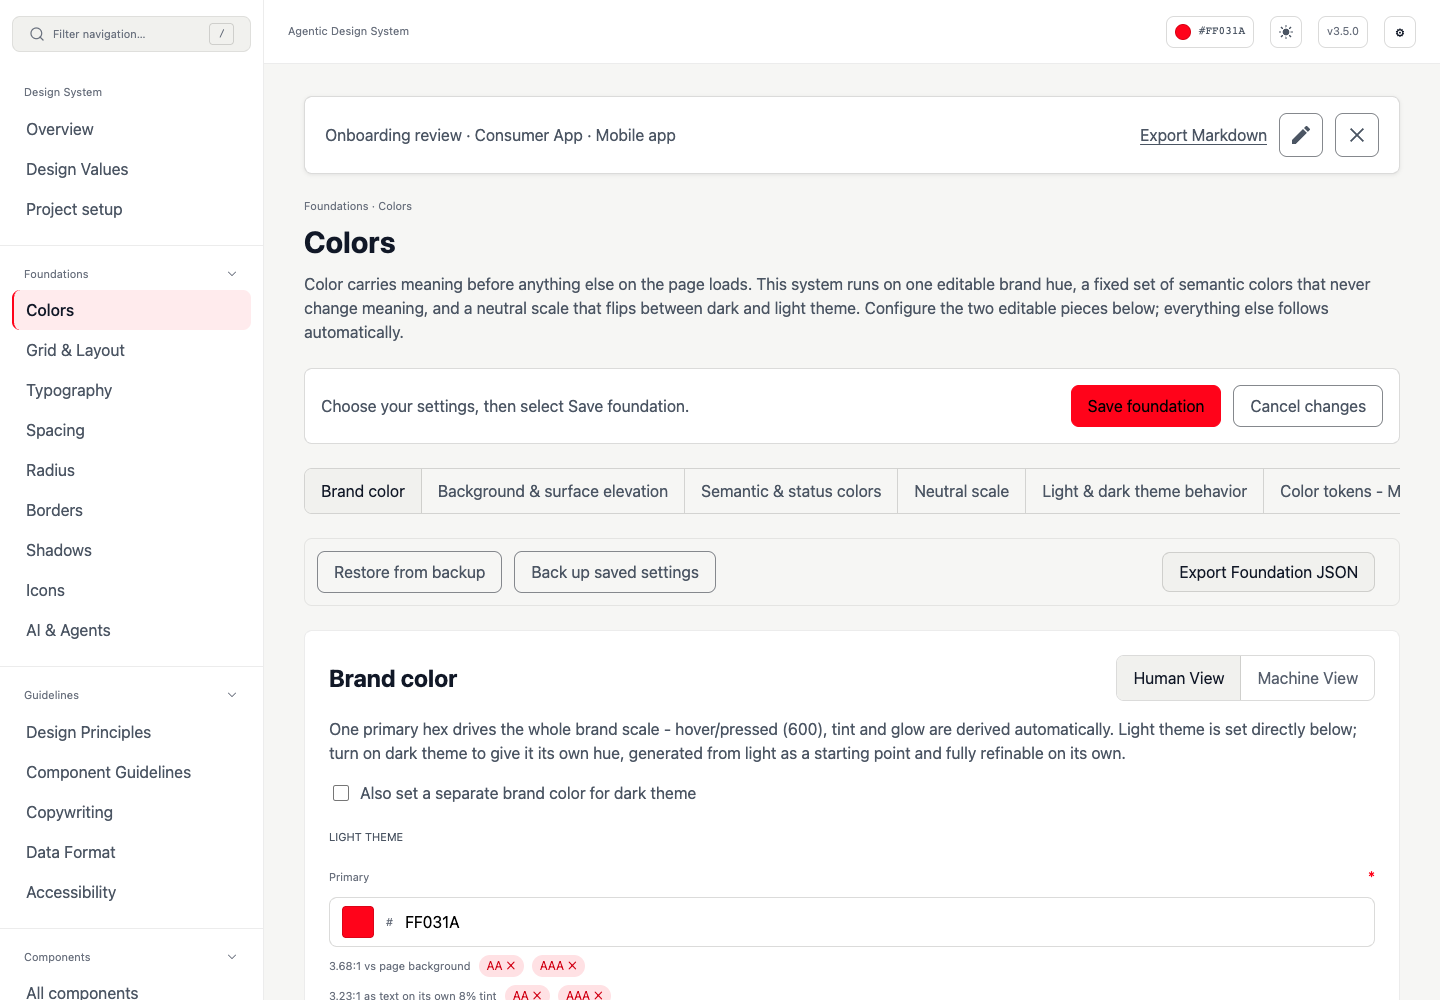 Filter navigation...
/
Agentic Design System
#FF031A
v3.5.0
Design System
Overview
Design Values
Project setup
Foundations
Colors
Grid & Layout
Typography
Spacing
Radius
Borders
Shadows
Icons
AI & Agents
Guidelines
Design Principles
Component Guidelines
Copywriting
Data Format
Accessibility
Components
All components
Onboarding review · Consumer App · Mobile app
Export Markdown
Foundations · Colors
Colors
Color carries meaning before anything else on the page loads. This system runs on one editable brand hue, a fixed set of semantic colors that never
change meaning, and a neutral scale that flips between dark and light theme. Configure the two editable pieces below; everything else follows
automatically.
Choose your settings, then select Save foundation.
Save foundation
Cancel changes
Brand color
Background & surface elevation
Semantic & status colors
Neutral scale
Light & dark theme behavior
Color tokens - M
Restore from backup
Back up saved settings
Export Foundation JSON
Brand color
Human View
Machine View
One primary hex drives the whole brand scale - hover/pressed (600), tint and glow are derived automatically. Light theme is set directly below;
turn on dark theme to give it its own hue, generated from light as a starting point and fully refinable on its own.
Also set a separate brand color for dark theme
LIGHT THEME
Primary *
# FF031A
3.68:1 vs page background AA ✕ AAA ✕
3.23:1 as text on its own 8% tint AA ✕ AAA ✕